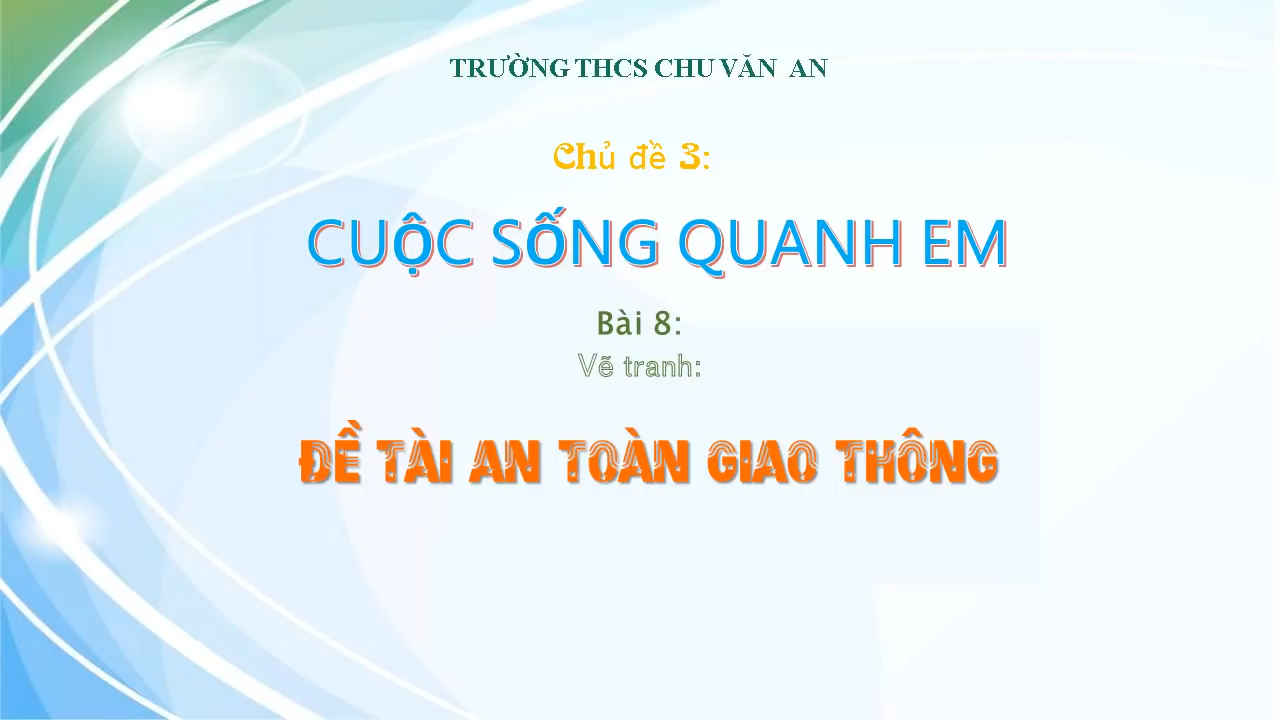 TRƯỜNG THCS CHU VĂN AN
Chủ đề 3:
CUỘC SỐNG QUANH EM
Bài 8:
Vẽ tranh:
ĐỀ TÀI AN TOÀN GIAO THÔNG